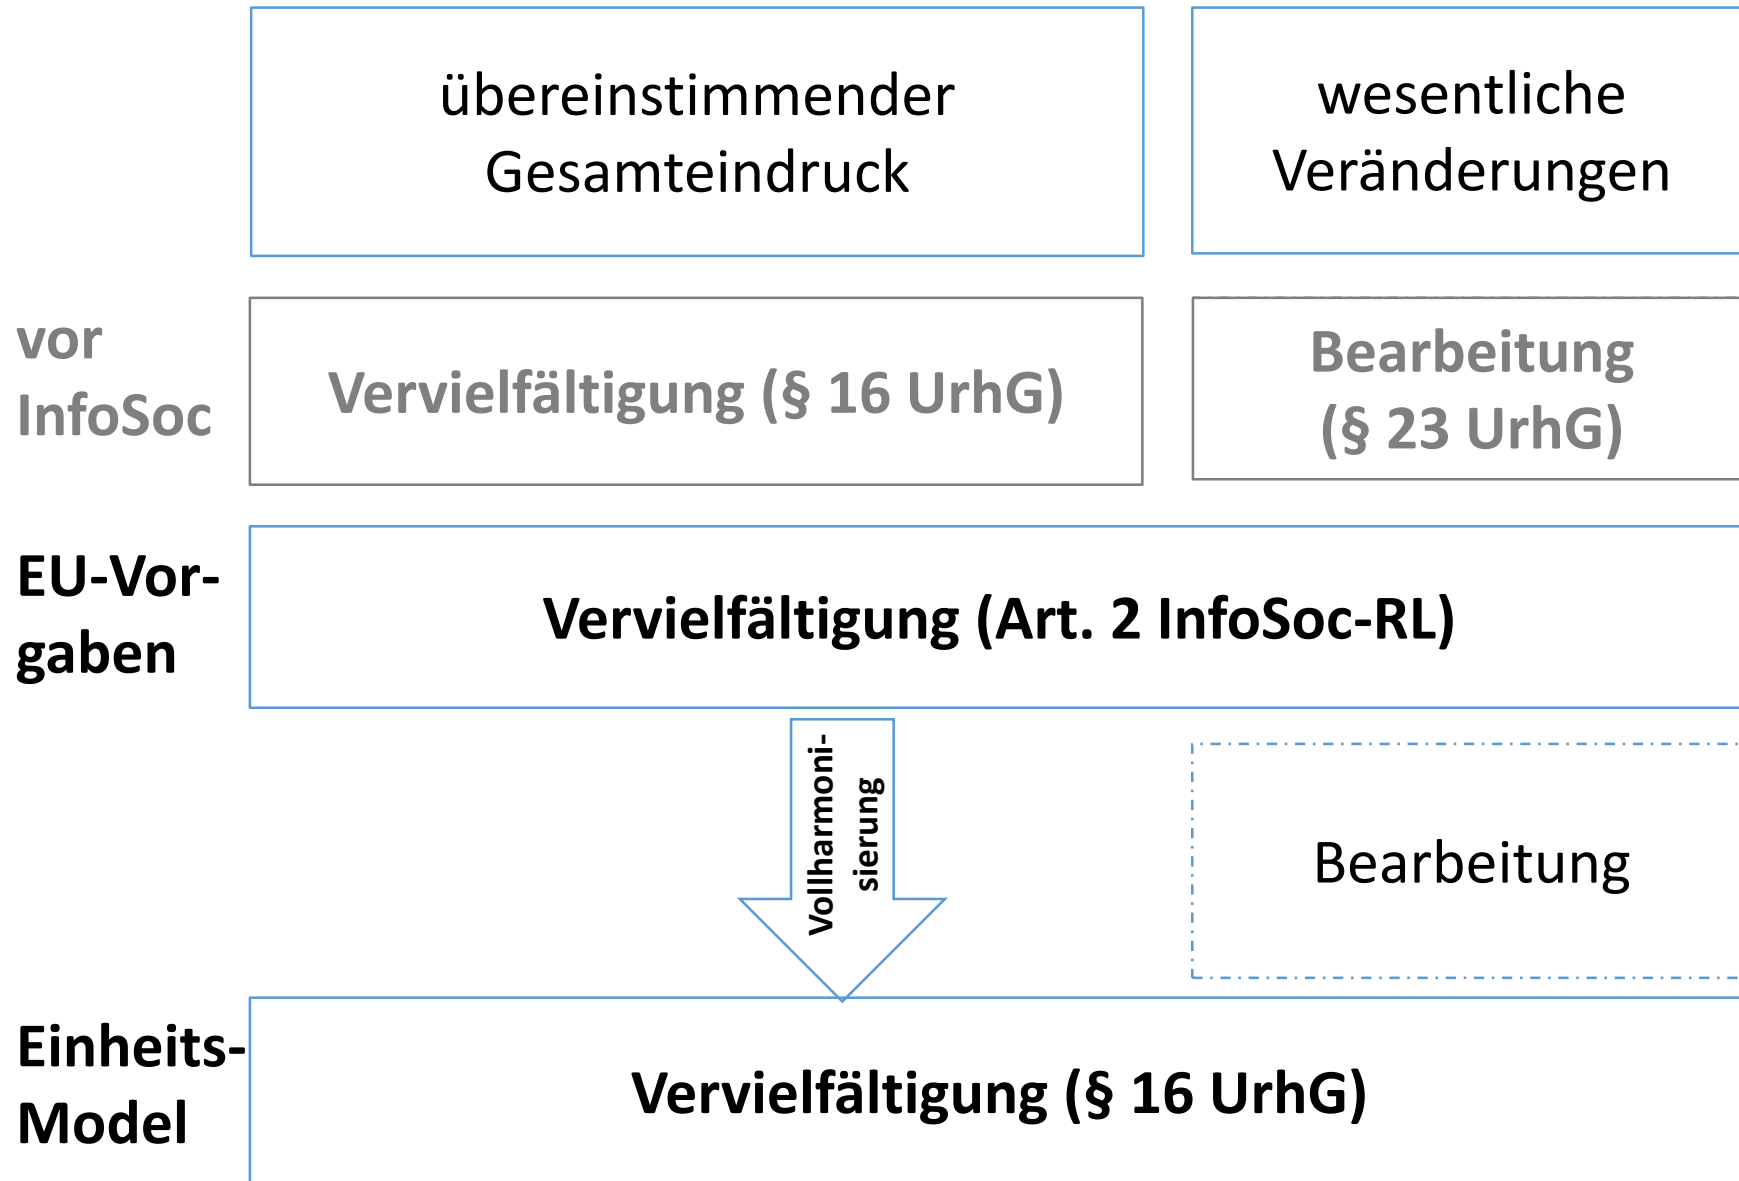 übereinstimmender
Gesamteindruck
wesentliche
Veränderungen
vor
InfoSoc
Vervielfältigung (§ 16 UrhG)
Bearbeitung
(§ 23 UrhG)
EU-Vor-
gaben
Vervielfältigung (Art. 2 InfoSoc-RL)
Vollharmoni-
sierung
Bearbeitung
Einheits-
Model
Vervielfältigung (§ 16 UrhG)